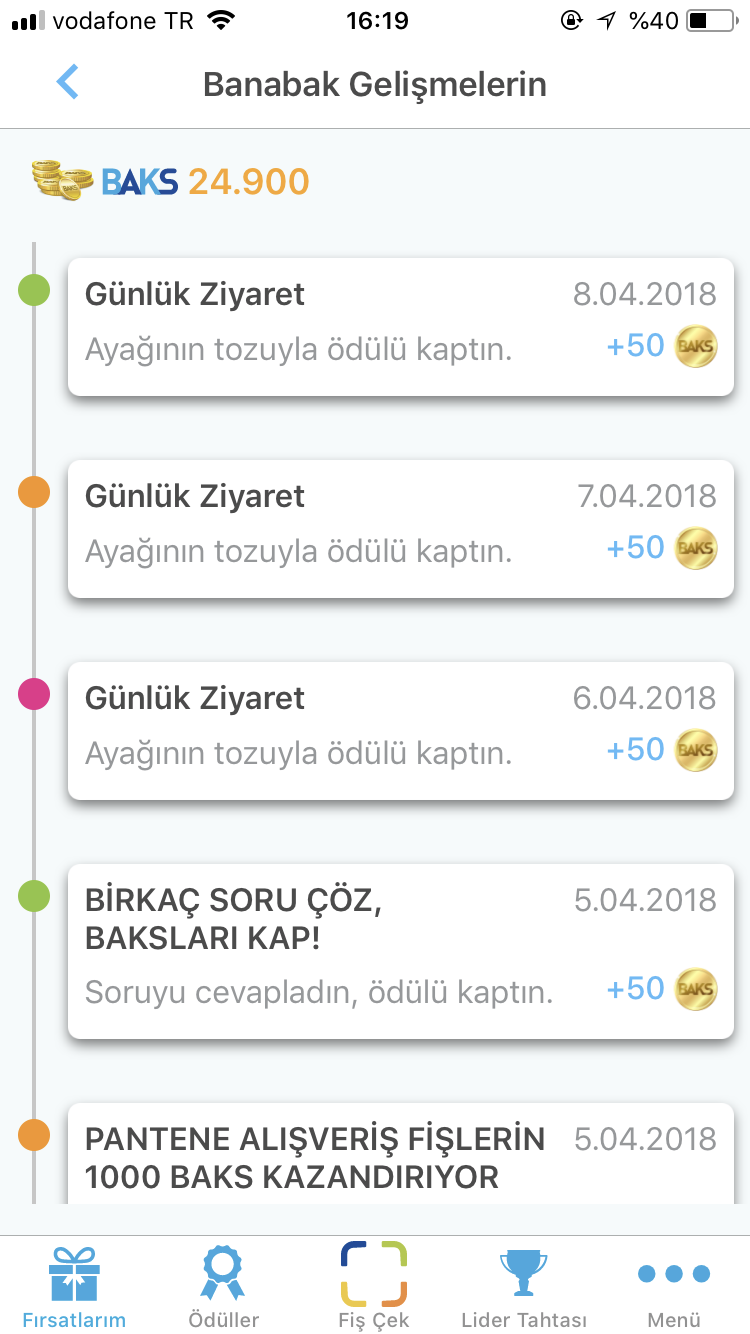 vodafone TR 16:19 %40
Banabak Gelişmelerin
BAKS 24.900
Günlük Ziyaret 8.04.2018
Ayağının tozuyla ödülü kaptın. +50 BAKS
Günlük Ziyaret 7.04.2018
Ayağının tozuyla ödülü kaptın. +50 BAKS
Günlük Ziyaret 6.04.2018
Ayağının tozuyla ödülü kaptın. +50 BAKS
BİRKAÇ SORU ÇÖZ, 5.04.2018
BAKSLARI KAP!
Soruyu cevapladın, ödülü kaptın. +50 BAKS
PANTENE ALIŞVERİŞ FİŞLERİN 5.04.2018
1000 BAKS KAZANDIRIYOR
Fırsatlarım Ödüller Fiş Çek Lider Tahtası Menü